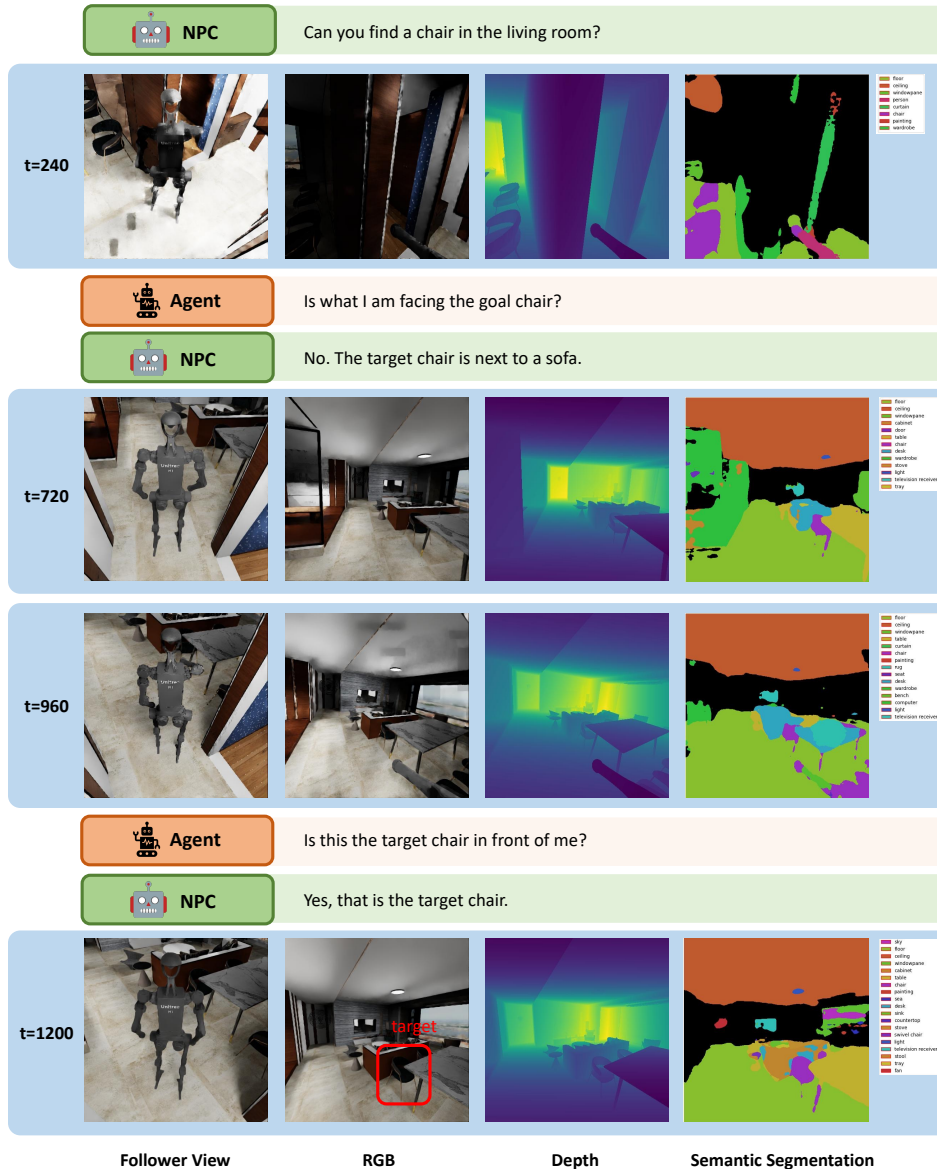 NPC
Can you find a chair in the living room?
t=240
floor
ceiling
windowpane
person
curtain
chair
painting
wardrobe
Agent
Is what I am facing the goal chair?
NPC
No. The target chair is next to a sofa.
t=720
Unitree
floor
ceiling
windowpane
cabinet
door
table
chair
desk
wardrobe
stove
light
television receiver
tray
t=960
Unitree
floor
ceiling
windowpane
table
curtain
chair
painting
rug
seat
desk
wardrobe
bench
computer
light
television receiver
Agent
Is this the target chair in front of me?
NPC
Yes, that is the target chair.
t=1200
Unitree
target
sky
floor
ceiling
windowpane
cabinet
table
chair
painting
sea
desk
sink
countertop
stove
swivel chair
light
television receiver
stool
tray
fan
Follower View
RGB
Depth
Semantic Segmentation